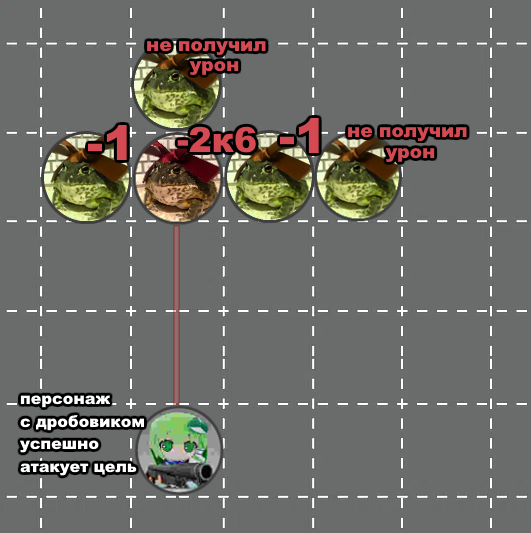 не получил
урон
-1
-2к6
-1
не получил
урон
персонаж
с дробовиком
успешно
атакует цель